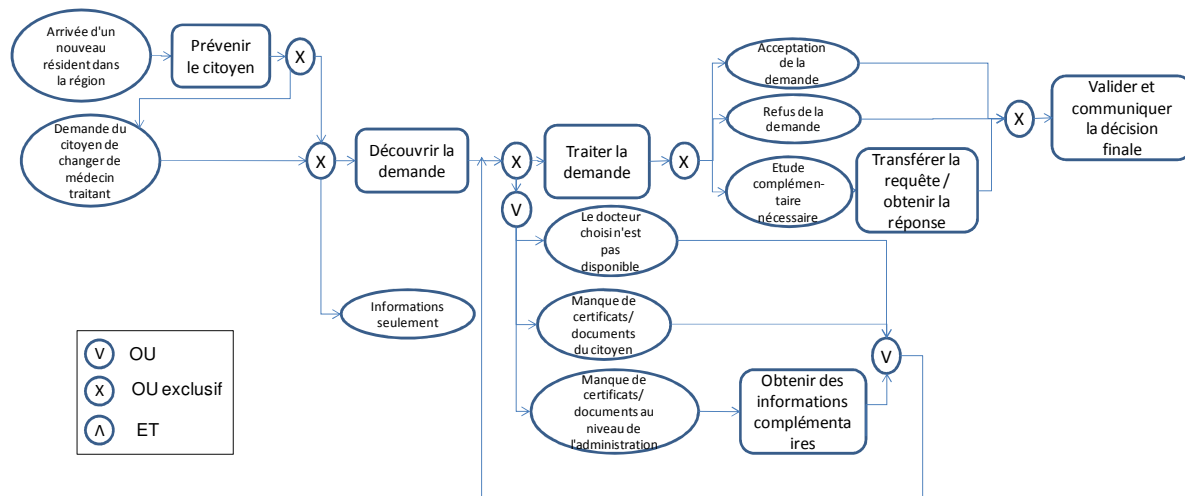 Arrivée d'un
nouveau
résident dans
la région
Prévenir
le citoyen
X
Demande du
citoyen de
changer de
médecin
traitant
X
Découvrir la
demande
X
Traiter la
demande
X
V
Acceptation
de la
demande
Refus de la
demande
Etude
complémen-
taire
nécessaire
Transférer la
requête /
obtenir la
réponse
X
Valider et
communiquer
la décision
finale
Le docteur
choisi n'est
pas
disponible
Informations
seulement
Manque de
certificats/
documents
du citoyen
V
Manque de
certificats/
documents au
niveau de
l'administration
Obtenir des
informations
complémenta
ires
V OU
X OU exclusif
Λ ET